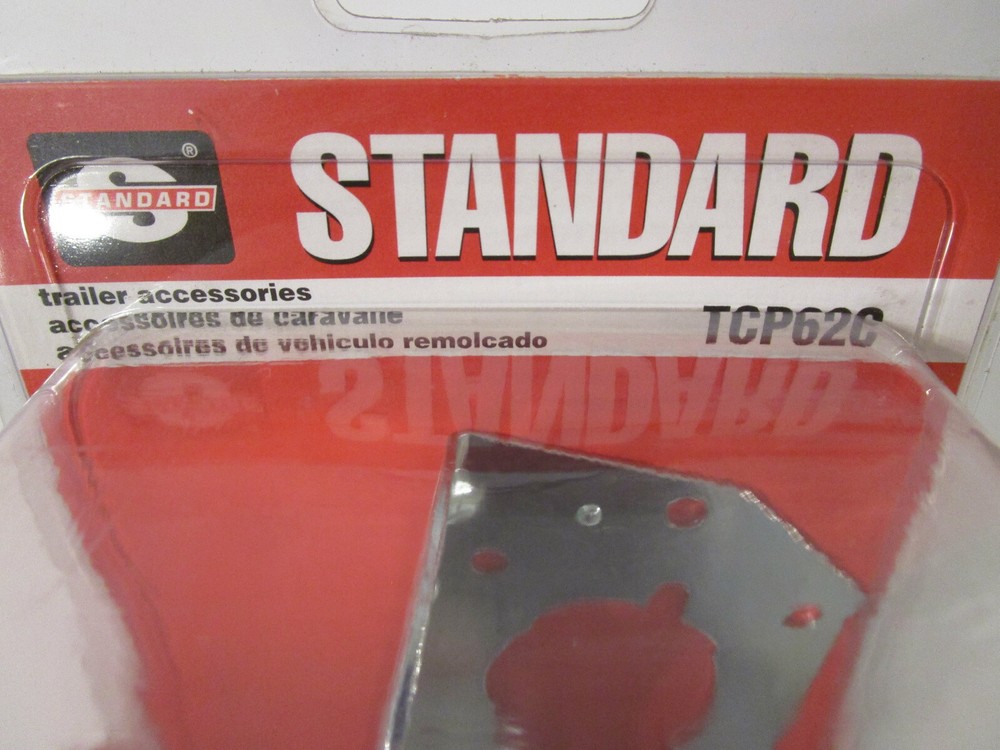 STANDARD ®
STANDARD
trailer accessories
accessoires de caravane
accessoires de vehiculo remolcado
TCP62C